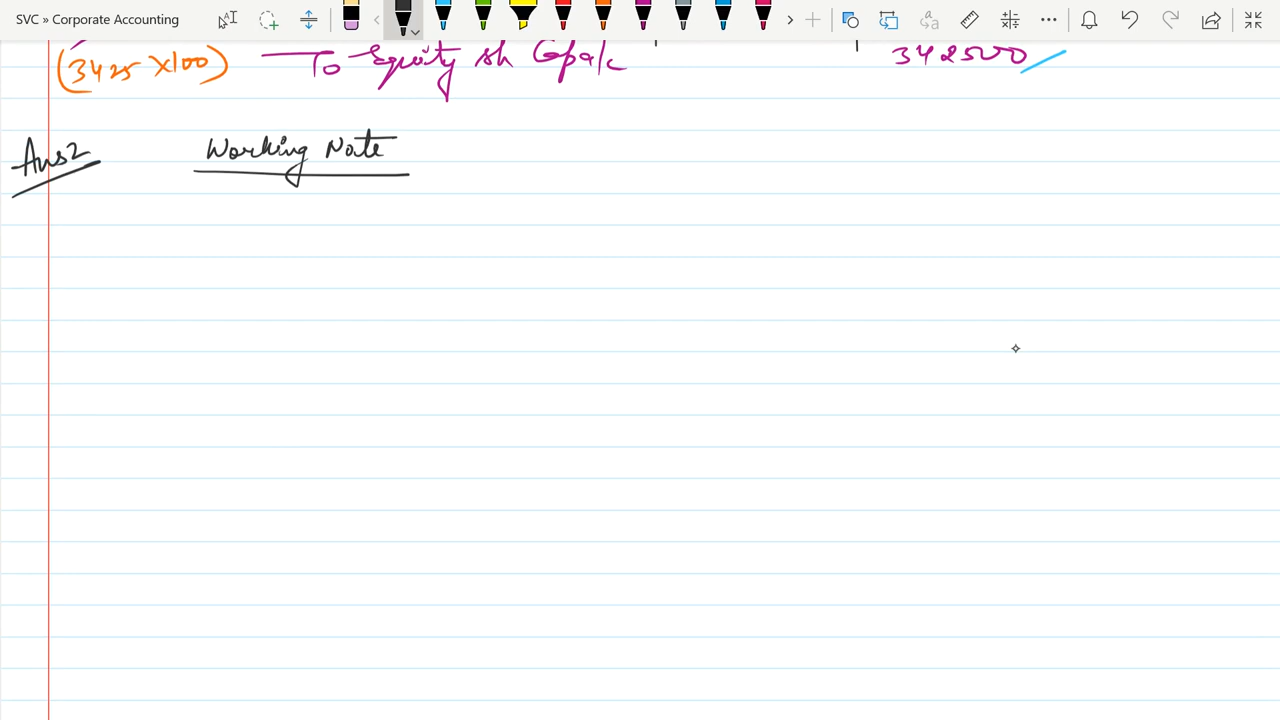 SVC » Corporate Accounting
(3425 X100) To Equity sh Cap a/c 342500
Ans2 Working Note